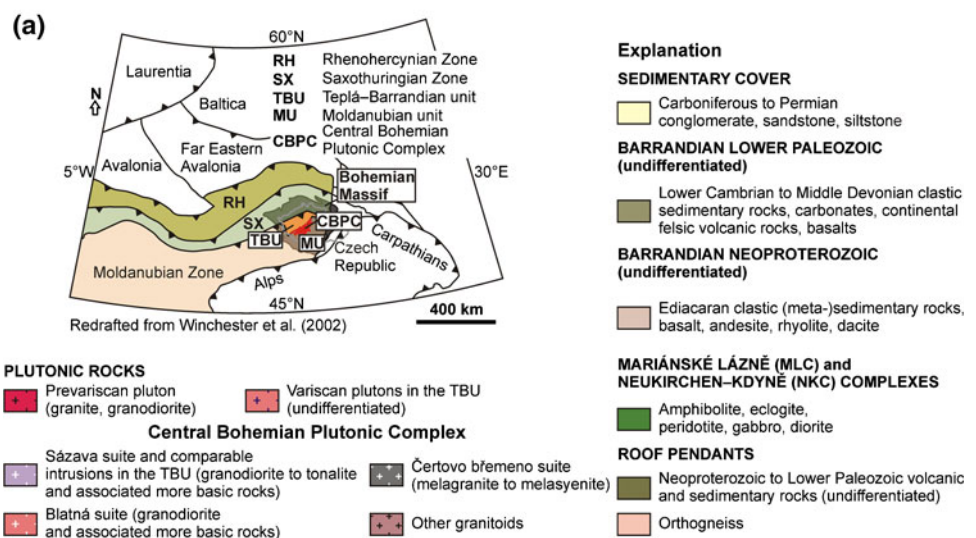 (a)
60°N
Laurentia
N
Baltica
Avalonia
Far Eastern
Avalonia
5°W
30°E
RH Rhenohercynian Zone
SX Saxothuringian Zone
TBU Teplá–Barrandian unit
MU Moldanubian unit
CBPC Central Bohemian
Plutonic Complex
Bohemian
Massif
RH
SX
CBPC
TBU
MU
Czech
Republic
Carpathians
Moldanubian Zone
Alps
45°N
400 km
Redrafted from Winchester et al. (2002)
PLUTONIC ROCKS
Prevariscan pluton
(granite, granodiorite)
Variscan plutons in the TBU
(undifferentiated)
Central Bohemian Plutonic Complex
Sázava suite and comparable
intrusions in the TBU (granodiorite to tonalite
and associated more basic rocks)
Blatná suite (granodiorite
and associated more basic rocks)
Čertovo břemeno suite
(melagranite to melasyenite)
Other granitoids
Explanation
SEDIMENTARY COVER
Carboniferous to Permian
conglomerate, sandstone, siltstone
BARRANDIAN LOWER PALEOZOIC
(undifferentiated)
Lower Cambrian to Middle Devonian clastic
sedimentary rocks, carbonates, continental
felsic volcanic rocks, basalts
BARRANDIAN NEOPROTEROZOIC
(undifferentiated)
Ediacaran clastic (meta-)sedimentary rocks,
basalt, andesite, rhyolite, dacite
MARIÁNSKÉ LÁZNĚ (MLC) and
NEUKIRCHEN–KDYNĚ (NKC) COMPLEXES
Amphibolite, eclogite,
peridotite, gabbro, diorite
ROOF PENDANTS
Neoproterozoic to Lower Paleozoic volcanic
and sedimentary rocks (undifferentiated)
Orthogneiss